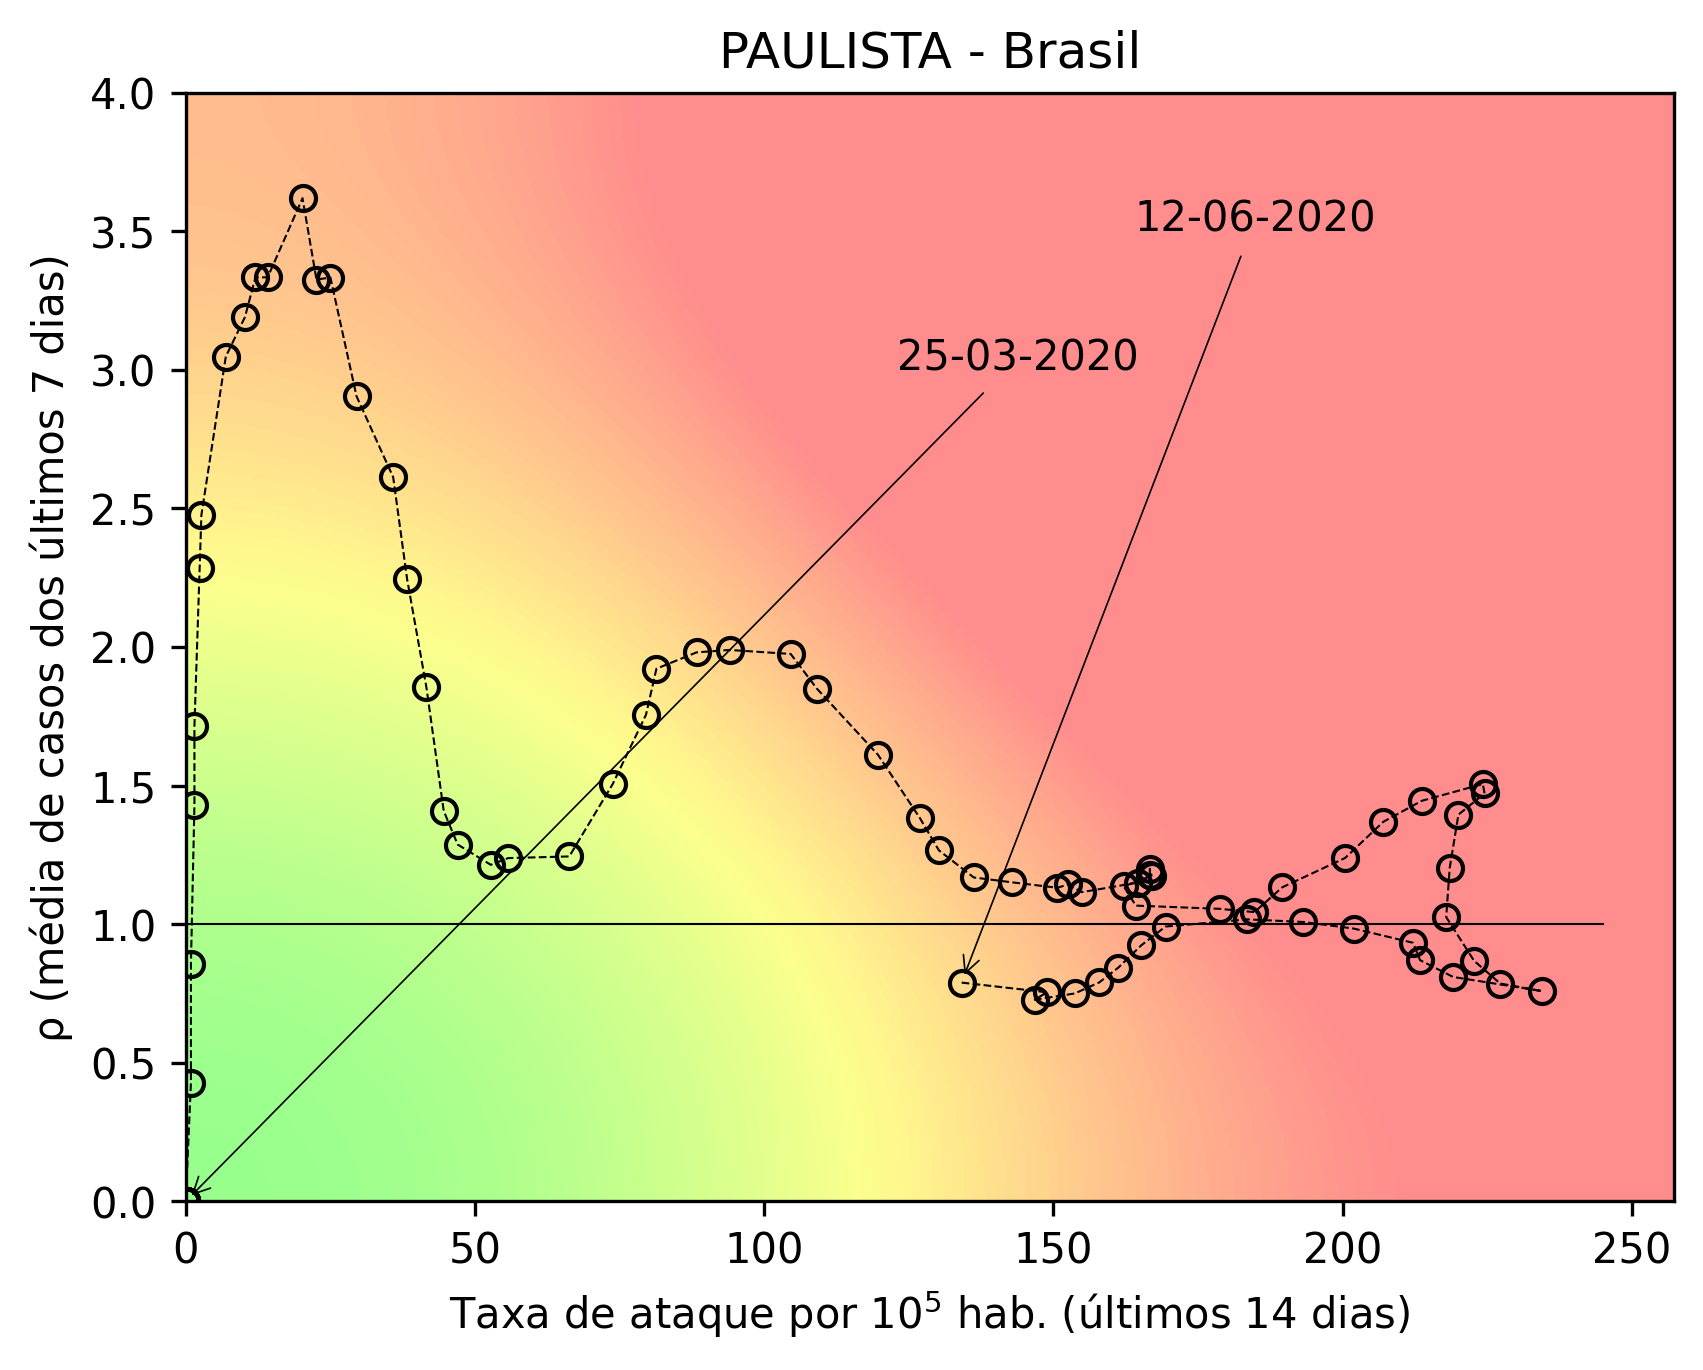 PAULISTA - Brasil
4.0
3.5
3.0
2.5
2.0
1.5
1.0
0.5
0.0
ρ (média de casos dos últimos 7 dias)
12-06-2020
25-03-2020
0 50 100 150 200 250
Taxa de ataque por 10⁵ hab. (últimos 14 dias)